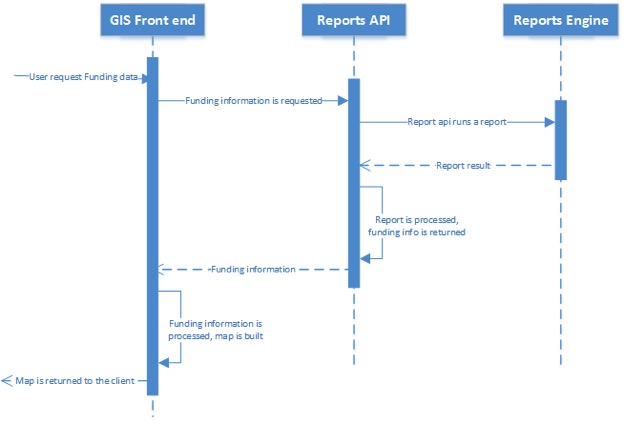 GIS Front end
Reports API
Reports Engine
User request Funding data
Funding information is requested
Report api runs a report
Report result
Report is processed,
funding info is returned
Funding information
Funding information is
processed, map is built
Map is returned to the client